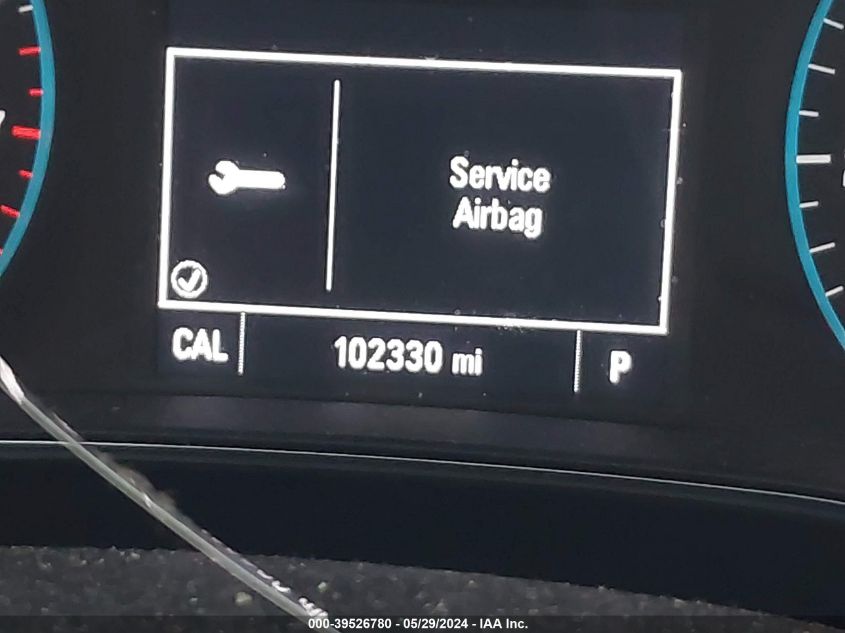 Service
Airbag
CAL 102330 mi P
000-39526780 - 05/29/2024 - IAA Inc.